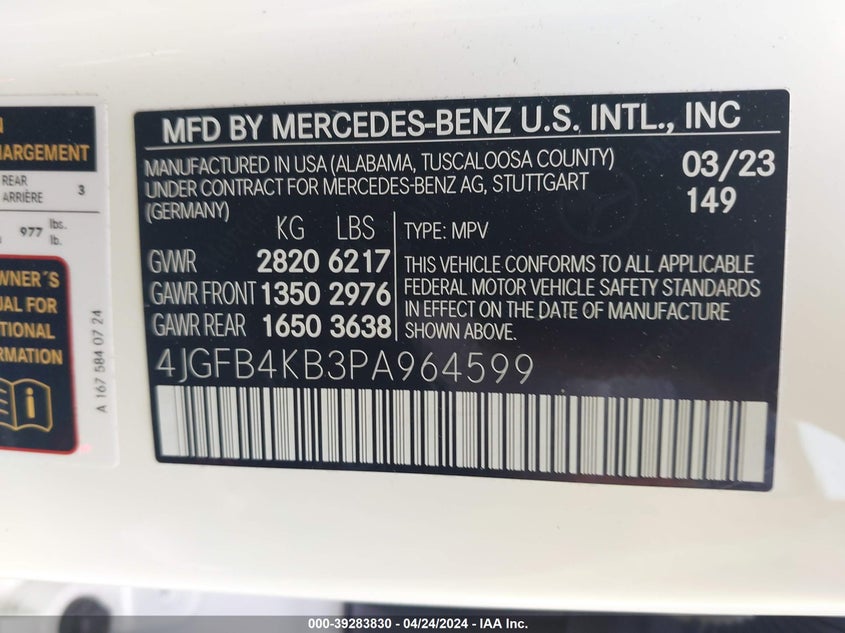 N
HARGEMENT
REAR
ARRIÈRE 3
977 lbs.
lb.
OWNER´S
UAL FOR
TIONAL
RMATION
A 167 584 07 24
MFD BY MERCEDES-BENZ U.S. INTL., INC
MANUFACTURED IN USA (ALABAMA, TUSCALOOSA COUNTY)
UNDER CONTRACT FOR MERCEDES-BENZ AG, STUTTGART
(GERMANY)
03/23
149
KG LBS
GVWR 2820 6217
GAWR FRONT 1350 2976
GAWR REAR 1650 3638
TYPE: MPV
THIS VEHICLE CONFORMS TO ALL APPLICABLE
FEDERAL MOTOR VEHICLE SAFETY STANDARDS
IN EFFECT ON THE DATE OF MANUFACTURE
SHOWN ABOVE.
4JGFB4KB3PA964599
000-39283830 - 04/24/2024 - IAA Inc.